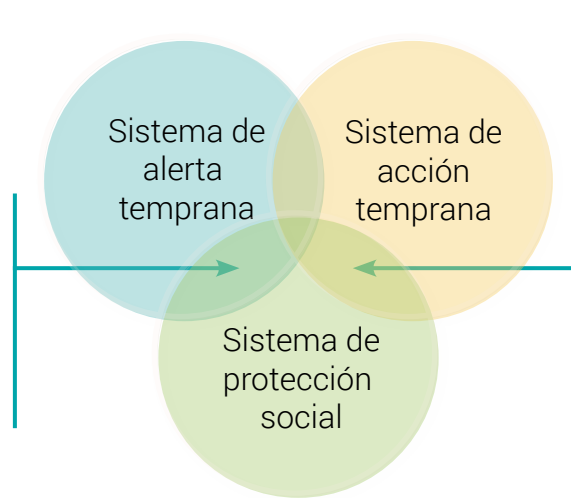 Sistema de
alerta
temprana
Sistema de
acción
temprana
Sistema de
protección
social